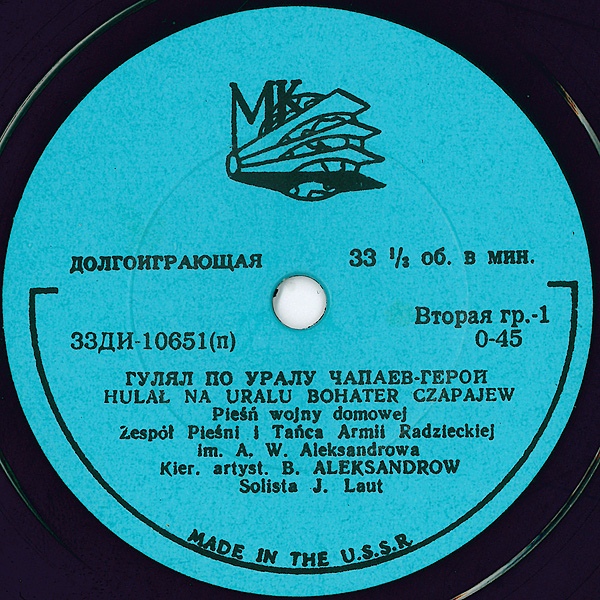 МК
ДОЛГОИГРАЮЩАЯ 33 ⅓ об. в мин.
Вторая гр.-1
33ДИ-10651(п) 0-45
ГУЛЯЛ ПО УРАЛУ ЧАПАЕВ-ГЕРОЙ
HULAŁ NA URALU BOHATER CZAPAJEW
Pieśń wojny domowej
Zespół Pieśni i Tańca Armii Radzieckiej
im. A. W. Aleksandrowa
Kier. artyst. B. ALEKSANDROW
Solista J. Laut
MADE IN THE U.S.S.R